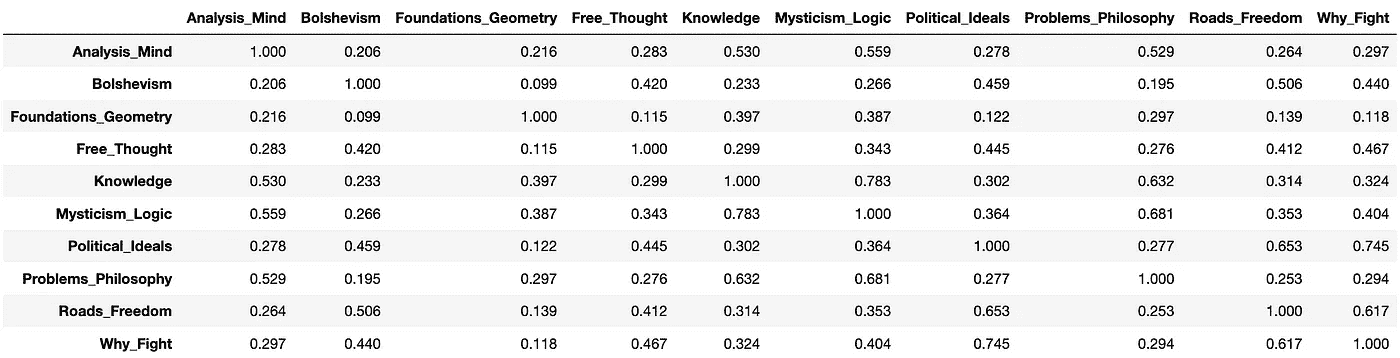 Analysis_Mind Bolshevism Foundations_Geometry Free_Thought Knowledge Mysticism_Logic Political_Ideals Problems_Philosophy Roads_Freedom Why_Fight
Analysis_Mind 1.000 0.206 0.216 0.283 0.530 0.559 0.278 0.529 0.264 0.297
Bolshevism 0.206 1.000 0.099 0.420 0.233 0.266 0.459 0.195 0.506 0.440
Foundations_Geometry 0.216 0.099 1.000 0.115 0.397 0.387 0.122 0.297 0.139 0.118
Free_Thought 0.283 0.420 0.115 1.000 0.299 0.343 0.445 0.276 0.412 0.467
Knowledge 0.530 0.233 0.397 0.299 1.000 0.783 0.302 0.632 0.314 0.324
Mysticism_Logic 0.559 0.266 0.387 0.343 0.783 1.000 0.364 0.681 0.353 0.404
Political_Ideals 0.278 0.459 0.122 0.445 0.302 0.364 1.000 0.277 0.653 0.745
Problems_Philosophy 0.529 0.195 0.297 0.276 0.632 0.681 0.277 1.000 0.253 0.294
Roads_Freedom 0.264 0.506 0.139 0.412 0.314 0.353 0.653 0.253 1.000 0.617
Why_Fight 0.297 0.440 0.118 0.467 0.324 0.404 0.745 0.294 0.617 1.000